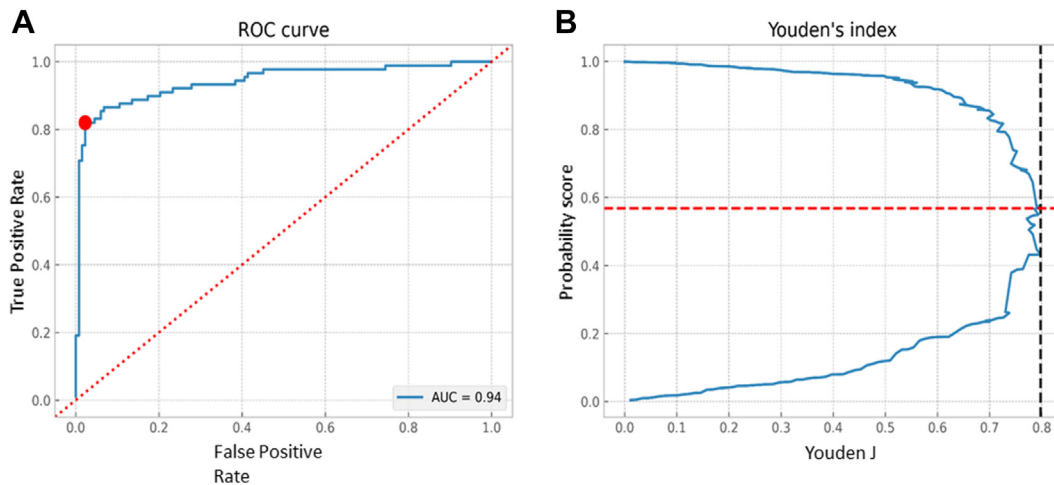 A
ROC curve
True Positive Rate
1.0
0.8
0.6
0.4
0.2
0.0
AUC = 0.94
0.0 0.2 0.4 0.6 0.8 1.0
False Positive
Rate
B
Youden's index
Probability score
1.0
0.8
0.6
0.4
0.2
0.0
0.0 0.1 0.2 0.3 0.4 0.5 0.6 0.7 0.8
Youden J